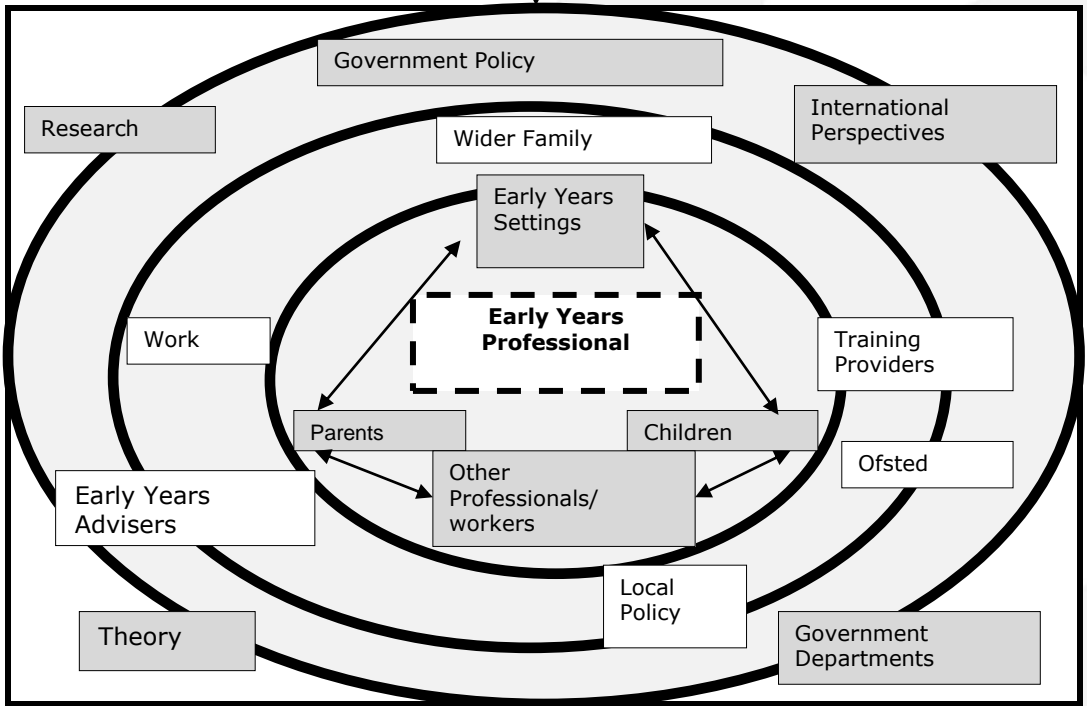 Government Policy
Research
International
Perspectives
Wider Family
Early Years
Settings
Early Years
Professional
Work
Training
Providers
Parents
Children
Ofsted
Other
Professionals/
workers
Early Years
Advisers
Local
Policy
Theory
Government
Departments